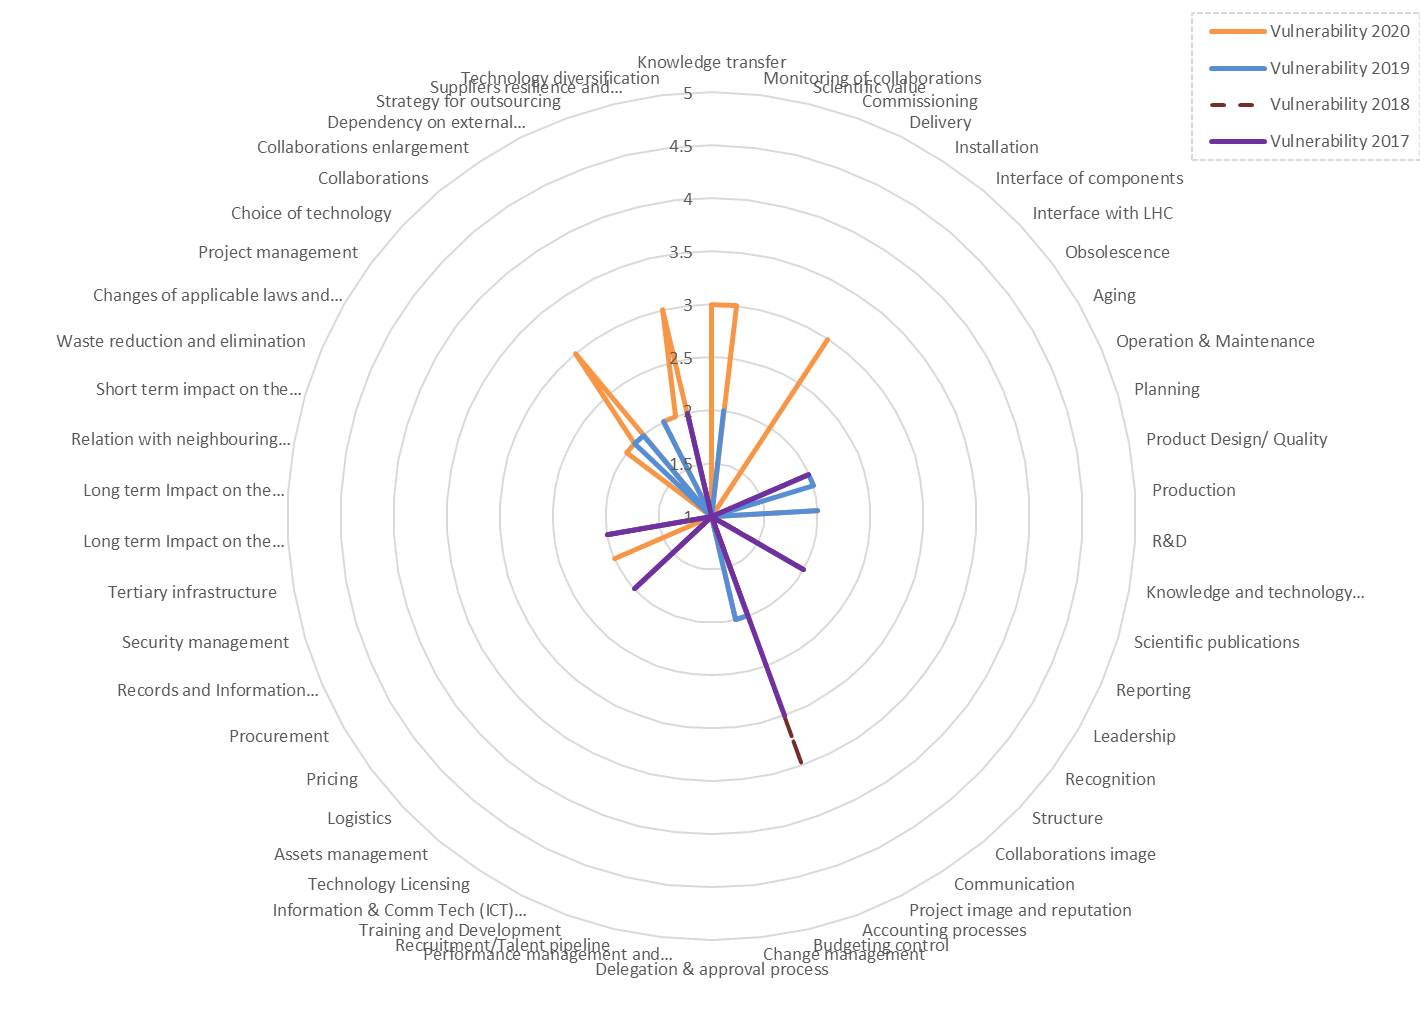 Vulnerability 2020
Vulnerability 2019
Vulnerability 2018
Vulnerability 2017
Knowledge transfer
Monitoring of collaborations
Scientific value
Commissioning
Delivery
Installation
Interface of components
Interface with LHC
Obsolescence
Aging
Operation & Maintenance
Planning
Product Design/ Quality
Production
R&D
Knowledge and technology...
Scientific publications
Reporting
Leadership
Recognition
Structure
Collaborations image
Communication
Project image and reputation
Accounting processes
Budgeting control
Change management
Delegation & approval process
Performance management and...
Recruitment/Talent pipeline
Training and Development
Information & Comm Tech (ICT)...
Technology Licensing
Assets management
Logistics
Pricing
Procurement
Records and Information...
Security management
Tertiary infrastructure
Long term Impact on the...
Long term Impact on the...
Relation with neighbouring...
Short term impact on the...
Waste reduction and elimination
Changes of applicable laws and...
Project management
Choice of technology
Collaborations
Collaborations enlargement
Dependency on external...
Strategy for outsourcing
Suppliers resilience and...
Technology diversification
5
4.5
4
3.5
3
2.5
2
1.5
1